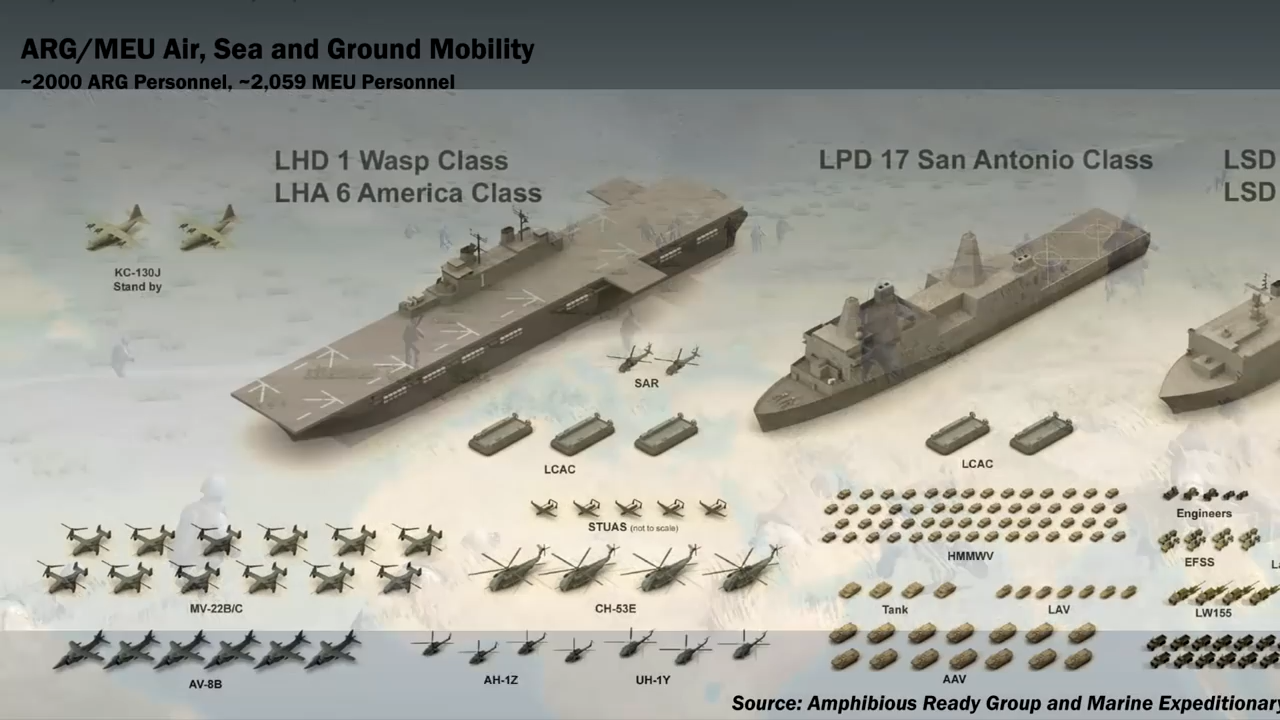 ARG/MEU Air, Sea and Ground Mobility
~2000 ARG Personnel, ~2,059 MEU Personnel
LHD 1 Wasp Class
LHA 6 America Class
LPD 17 San Antonio Class
LSD
LSD
KC-130J
Stand by
SAR
LCAC
LCAC
STUAS (not to scale)
Engineers
HMMWV
EFSS
MV-22B/C
CH-53E
Tank
LAV
LW155
AV-8B
AH-1Z
UH-1Y
AAV
Source: Amphibious Ready Group and Marine Expeditionary